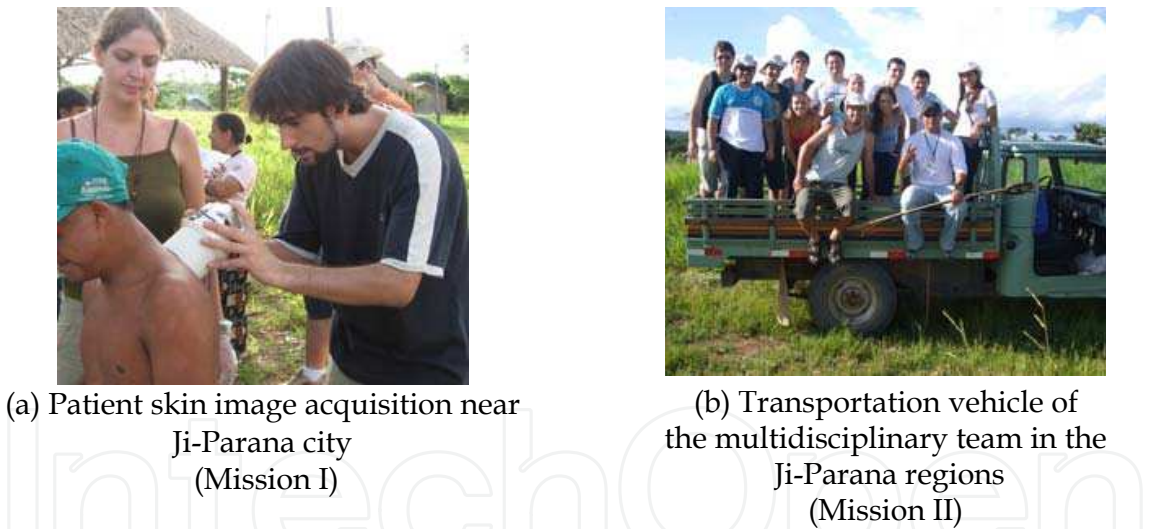 (a) Patient skin image acquisition near
Ji-Parana city
(Mission I)
(b) Transportation vehicle of
the multidisciplinary team in the
Ji-Parana regions
(Mission II)
IntechOpen